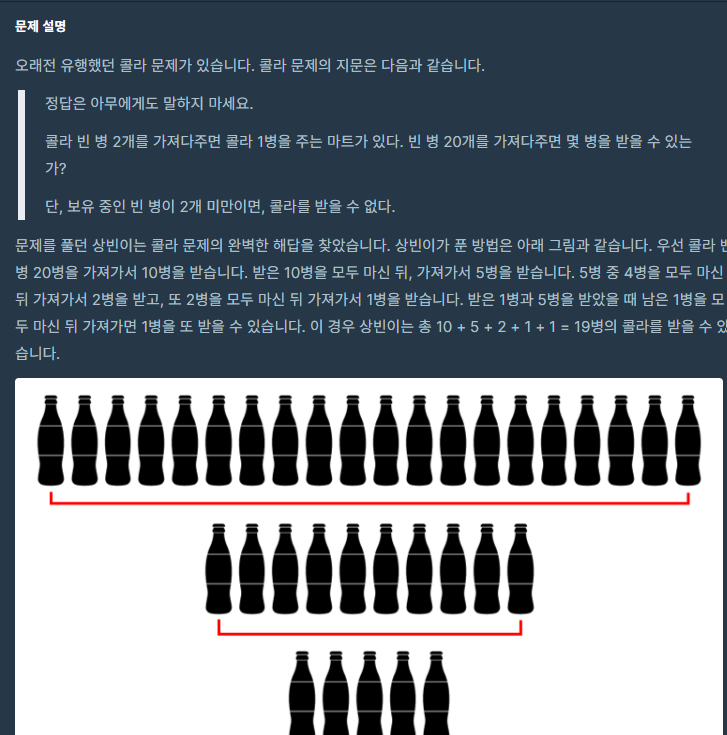 문제 설명
오래전 유행했던 콜라 문제가 있습니다. 콜라 문제의 지문은 다음과 같습니다.
정답은 아무에게도 말하지 마세요.
콜라 빈 병 2개를 가져다주면 콜라 1병을 주는 마트가 있다. 빈 병 20개를 가져다주면 몇 병을 받을 수 있는
가?
단, 보유 중인 빈 병이 2개 미만이면, 콜라를 받을 수 없다.
문제를 풀던 상빈이는 콜라 문제의 완벽한 해답을 찾았습니다. 상빈이가 푼 방법은 아래 그림과 같습니다. 우선 콜라
병 20병을 가져가서 10병을 받습니다. 받은 10병을 모두 마신 뒤, 가져가서 5병을 받습니다. 5병 중 4병을 모두 마신
뒤 가져가서 2병을 받고, 또 2병을 모두 마신 뒤 가져가서 1병을 받습니다. 받은 1병과 5병을 받았을 때 남은 1병을 모
두 마신 뒤 가져가면 1병을 또 받을 수 있습니다. 이 경우 상빈이는 총 10 + 5 + 2 + 1 + 1 = 19병의 콜라를 받을 수
습니다.